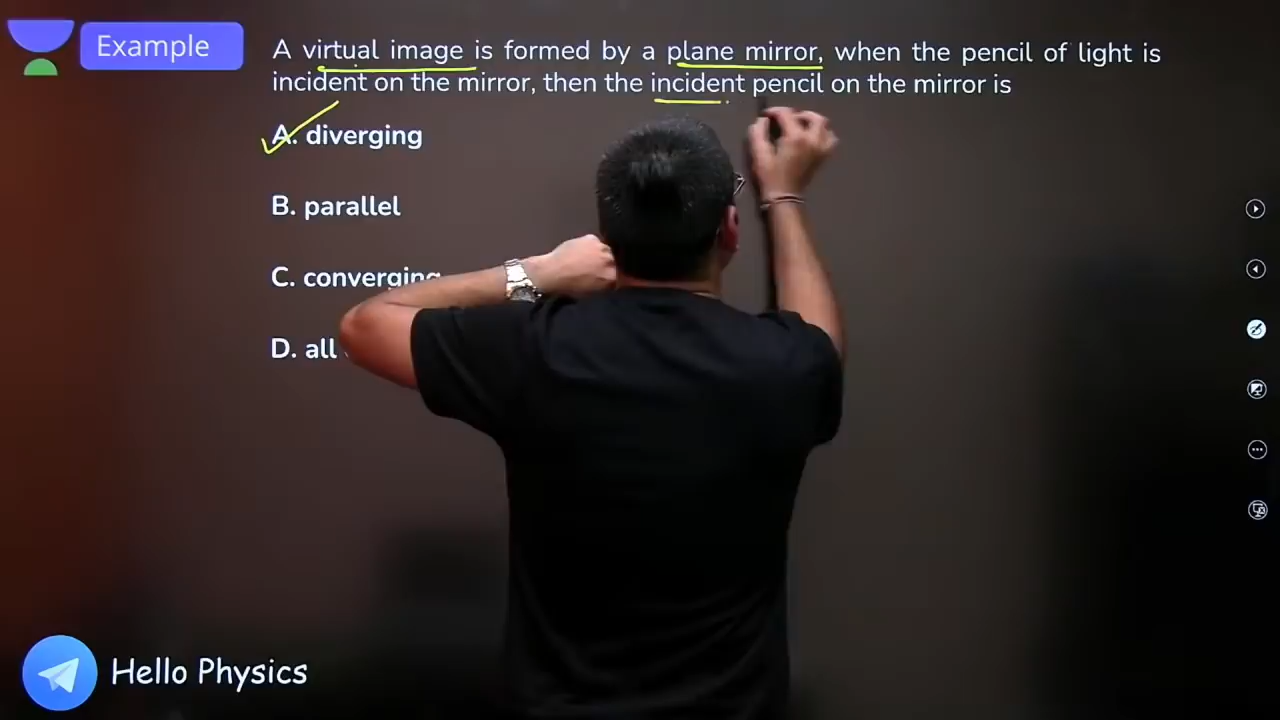 Example
A virtual image is formed by a plane mirror, when the pencil of light is
incident on the mirror, then the incident pencil on the mirror is
A. diverging
B. parallel
C. converging
D. all
Hello Physics